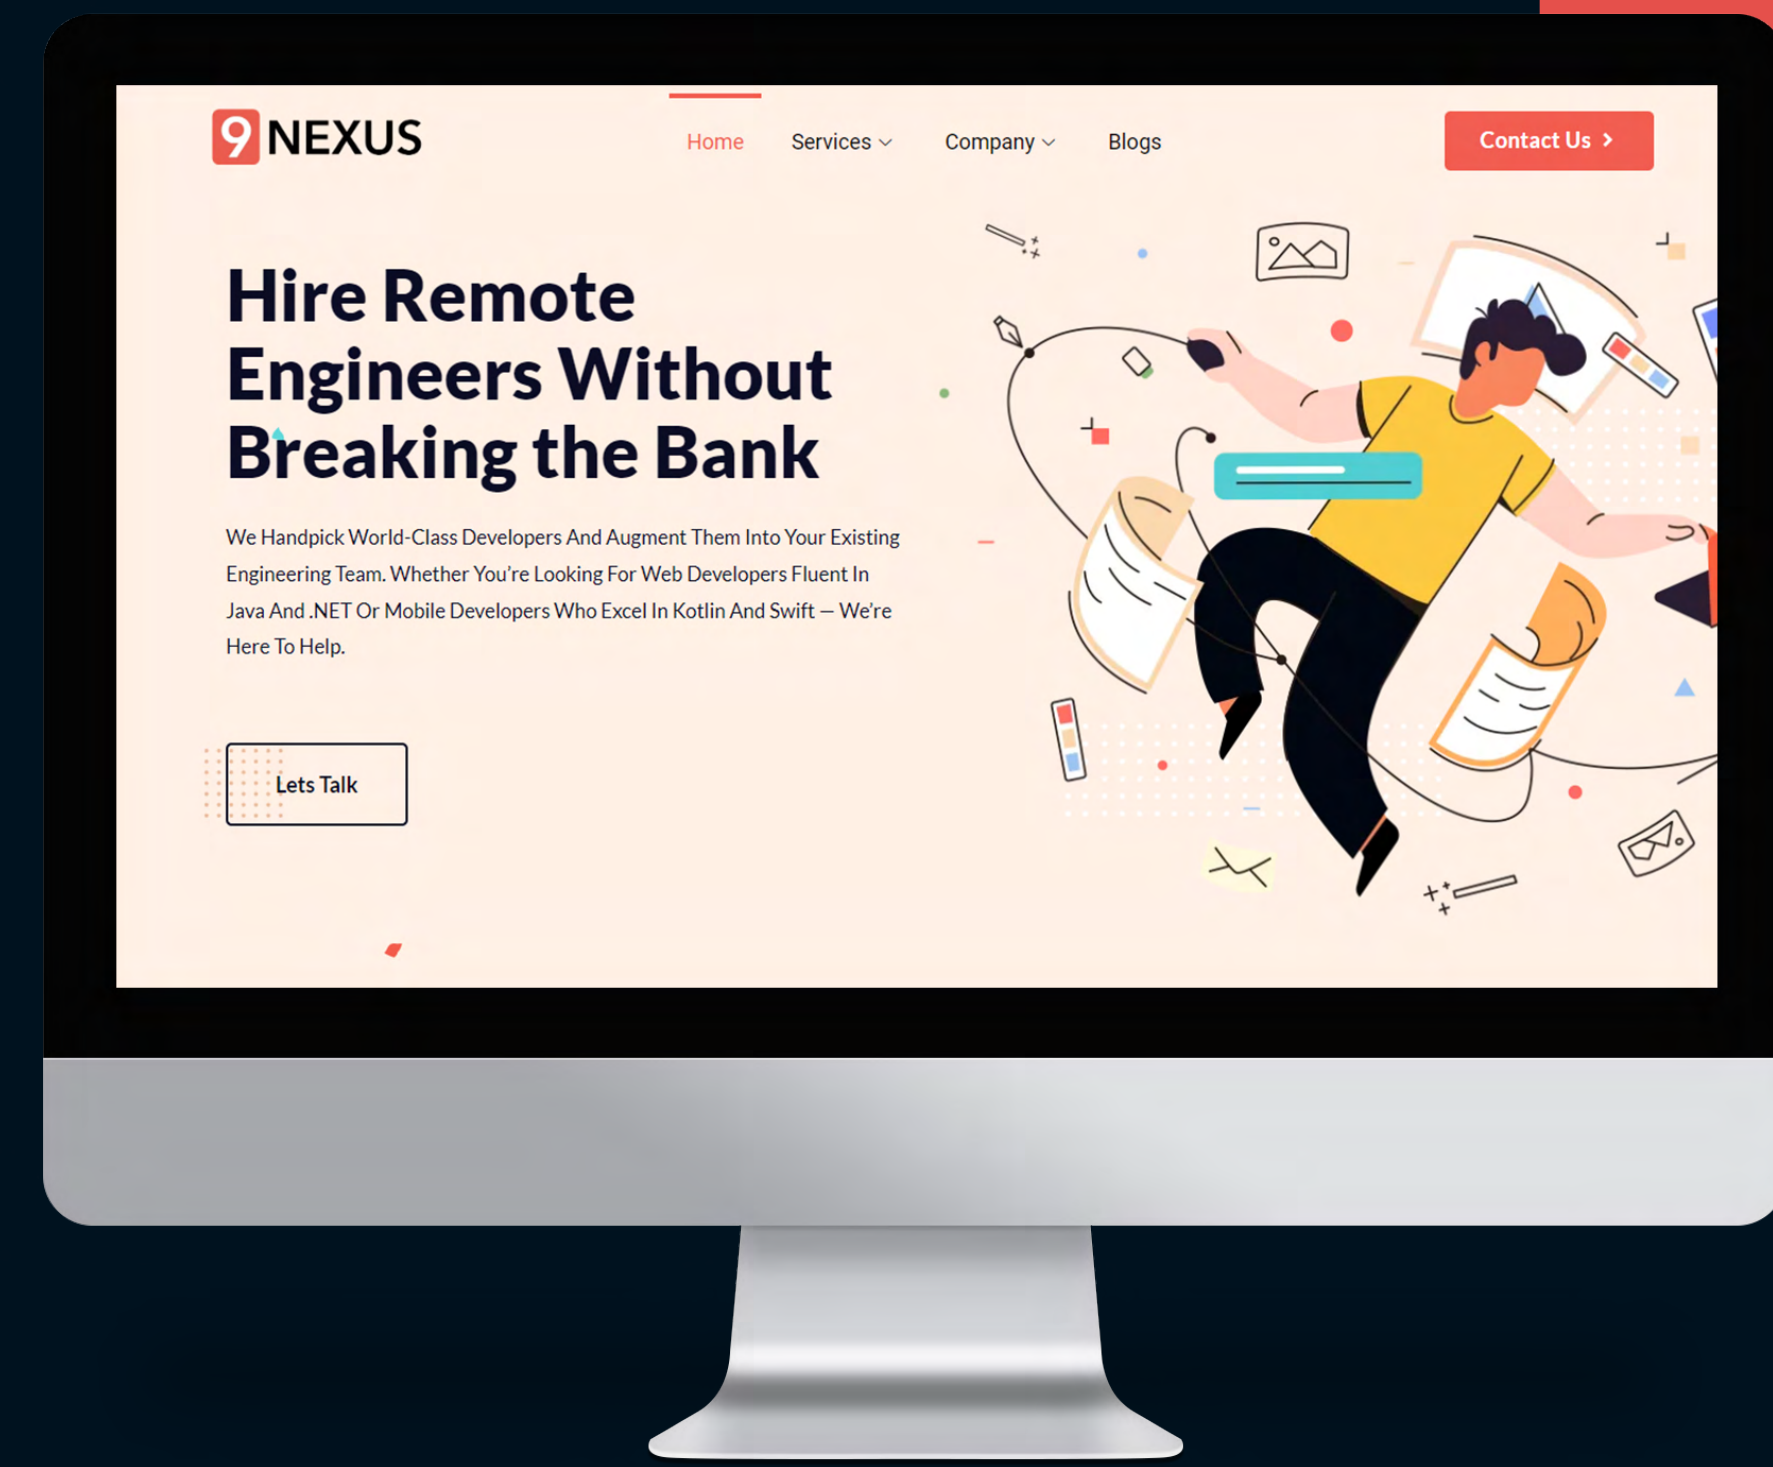 9 NEXUS
Home Services Company Blogs Contact Us
Hire Remote
Engineers Without
Breaking the Bank
We Handpick World-Class Developers And Augment Them Into Your Existing
Engineering Team. Whether You're Looking For Web Developers Fluent In
Java And .NET Or Mobile Developers Who Excel In Kotlin And Swift — We're
Here To Help.
Lets Talk